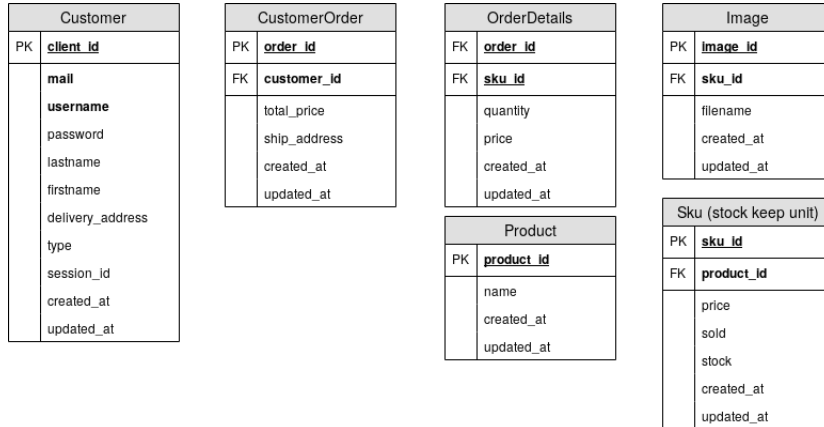 Customer
PK client_id
mail
username
password
lastname
firstname
delivery_address
type
session_id
created_at
updated_at
CustomerOrder
PK order_id
FK customer_id
total_price
ship_address
created_at
updated_at
OrderDetails
FK order_id
FK sku_id
quantity
price
created_at
updated_at
Product
PK product_id
name
created_at
updated_at
Image
PK image_id
FK sku_id
filename
created_at
updated_at
Sku (stock keep unit)
PK sku_id
FK product_id
price
sold
stock
created_at
updated_at